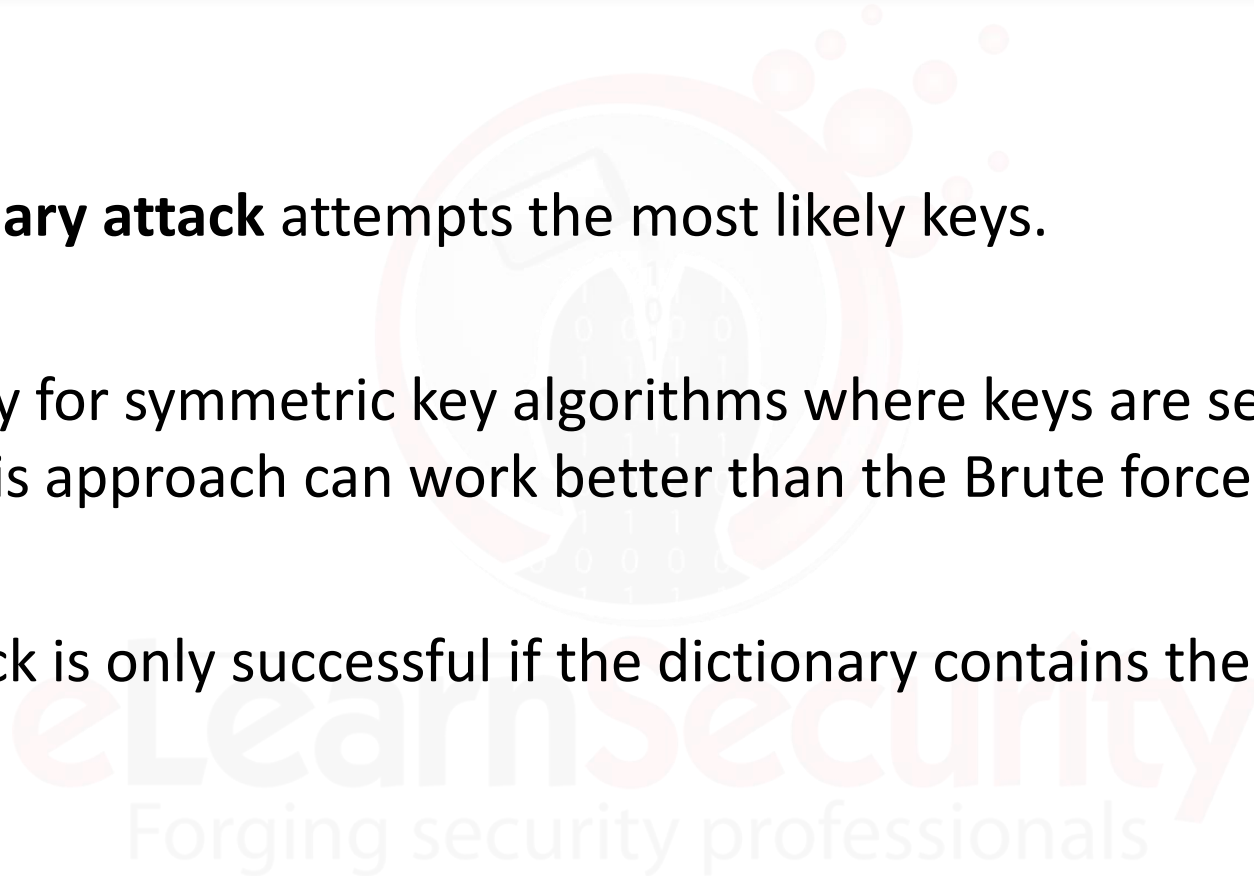 ary attack attempts the most likely keys.
y for symmetric key algorithms where keys are se
is approach can work better than the Brute force
ck is only successful if the dictionary contains the
eLearnSecurity
Forging security professionals